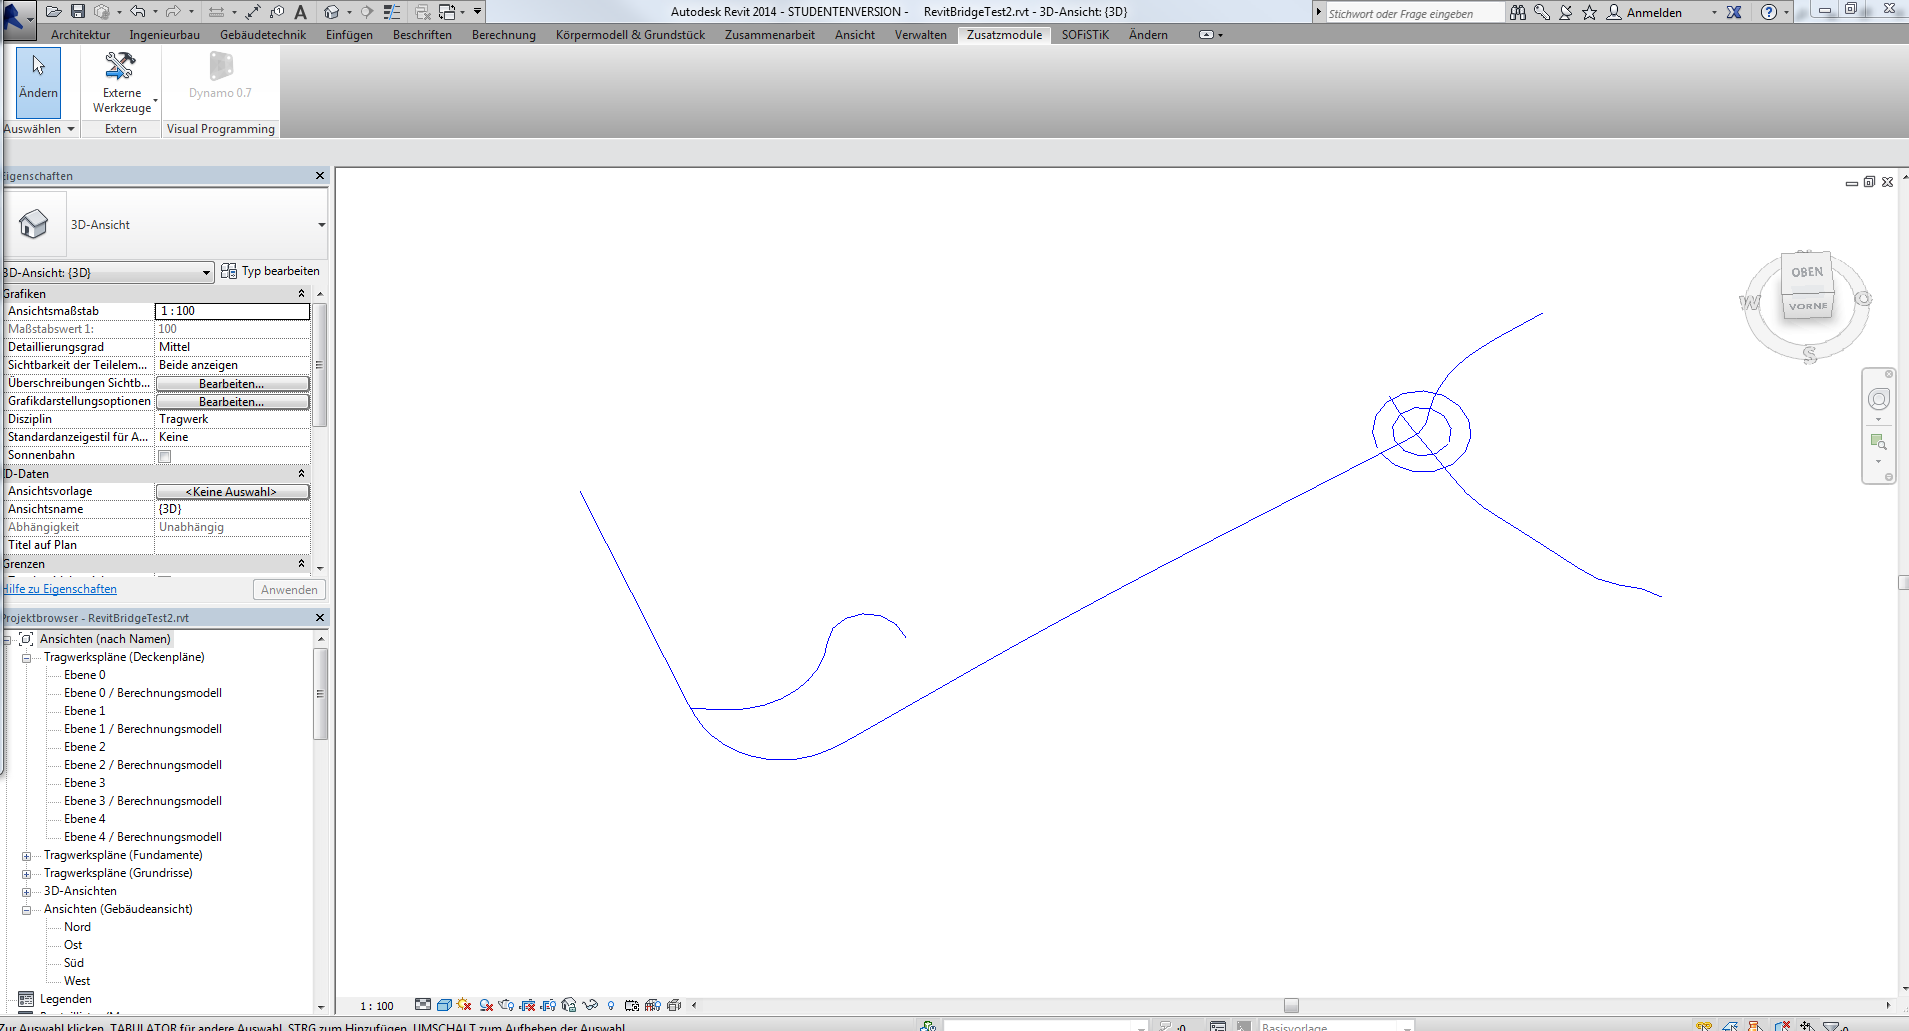 Autodesk Revit 2014 - STUDENTENVERSION - RevitBridgeTest2.rvt - 3D-Ansicht: {3D}
Stichwort oder Frage eingeben
Anmelden
Architektur Ingenieurbau Gebäudetechnik Einfügen Beschriften Berechnung Körpermodell & Grundstück Zusammenarbeit Ansicht Verwalten Zusatzmodule SOFiSTiK Ändern
Ändern
Externe Werkzeuge
Dynamo 0.7
Auswählen Extern Visual Programming
Eigenschaften
3D-Ansicht
3D-Ansicht: {3D} Typ bearbeiten
Grafiken
Ansichtsmaßstab 1 : 100
Maßstabswert 1: 100
Detaillierungsgrad Mittel
Sichtbarkeit der Teilelem... Beide anzeigen
Überschreibungen Sichtb... Bearbeiten...
Grafikdarstellungsoptionen Bearbeiten...
Disziplin Tragwerk
Standardanzeigestil für A... Keine
Sonnenbahn
ID-Daten
Ansichtsvorlage <Keine Auswahl>
Ansichtsname {3D}
Abhängigkeit Unabhängig
Titel auf Plan
Grenzen
Hilfe zu Eigenschaften Anwenden
Projektbrowser - RevitBridgeTest2.rvt
Ansichten (nach Namen)
Tragwerkspläne (Deckenpläne)
Ebene 0
Ebene 0 / Berechnungsmodell
Ebene 1
Ebene 1 / Berechnungsmodell
Ebene 2
Ebene 2 / Berechnungsmodell
Ebene 3
Ebene 3 / Berechnungsmodell
Ebene 4
Ebene 4 / Berechnungsmodell
Tragwerkspläne (Fundamente)
Tragwerkspläne (Grundrisse)
3D-Ansichten
Ansichten (Gebäudeansicht)
Nord
Ost
Süd
West
Legenden
OBEN
VORNE
W
O
S
1 : 100
Zur Auswahl klicken, TABULATOR für andere Auswahl, STRG zum Hinzufügen, UMSCHALT zum Aufheben der Auswahl.
:0
Basisvorlage
:0